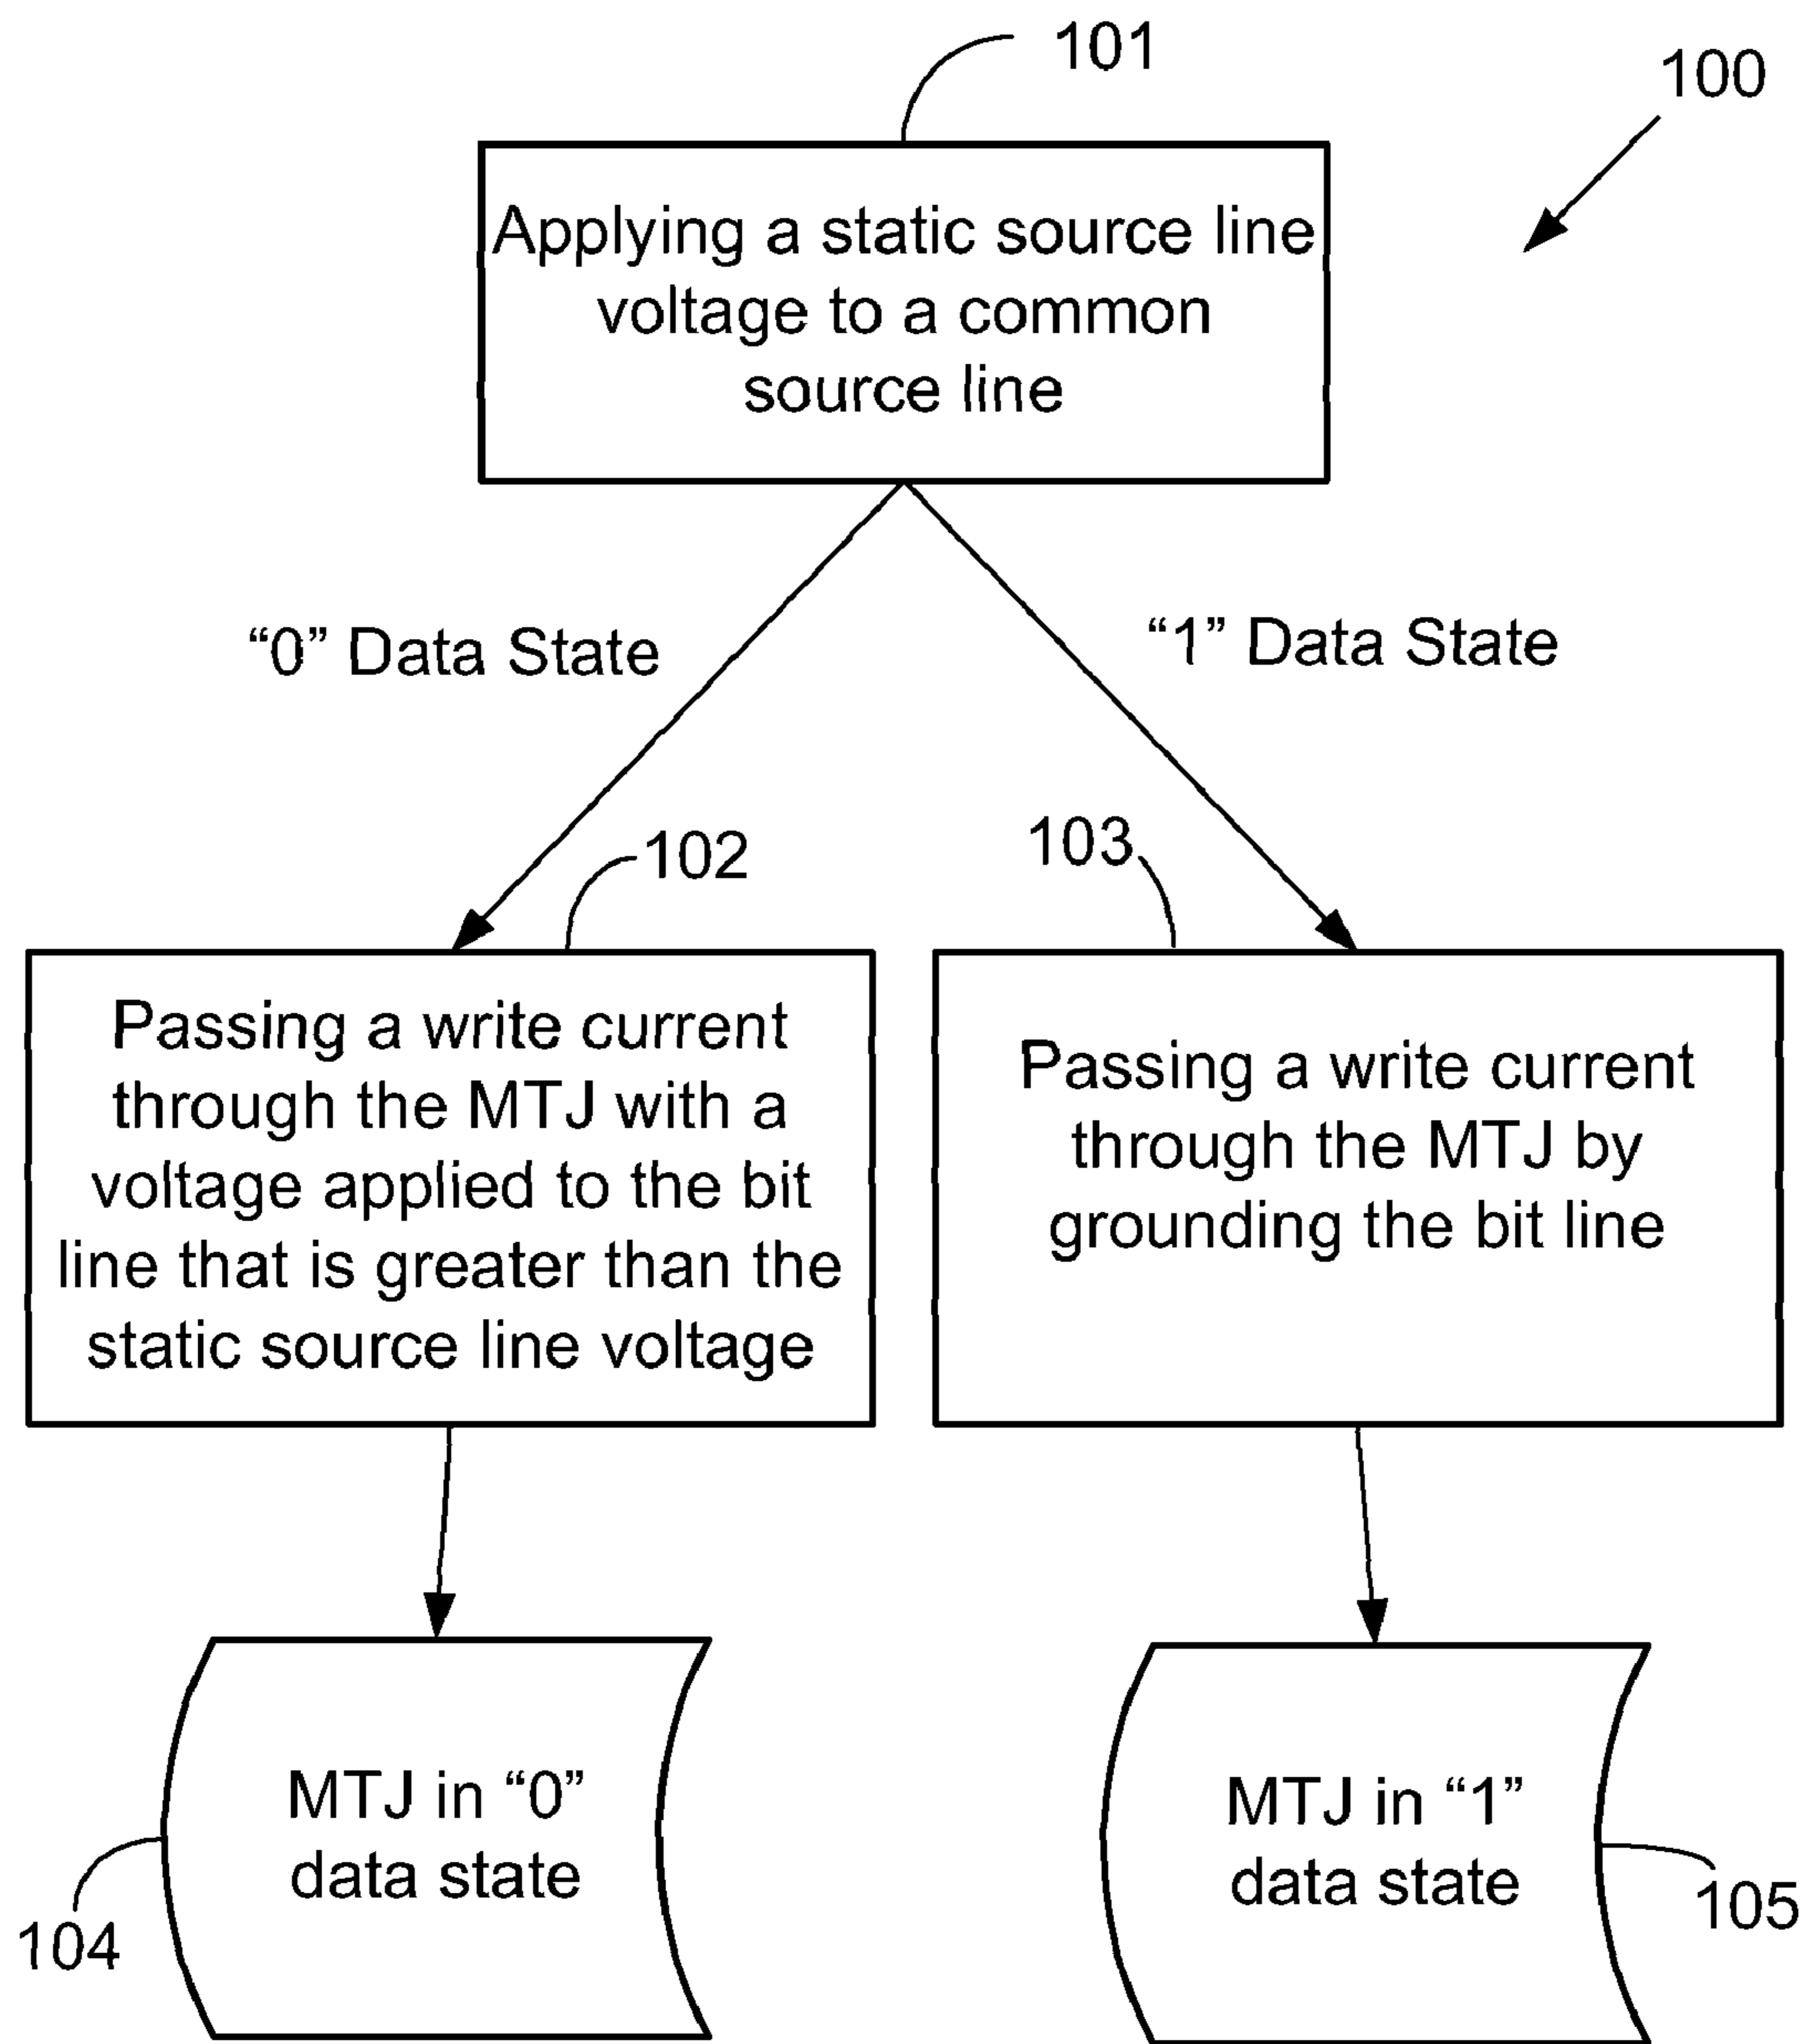 101
100
Applying a static source line
voltage to a common
source line
“0” Data State
“1” Data State
102
103
Passing a write current
through the MTJ with a
voltage applied to the bit
line that is greater than the
static source line voltage
Passing a write current
through the MTJ by
grounding the bit line
MTJ in “0”
data state
104
MTJ in “1”
data state
105